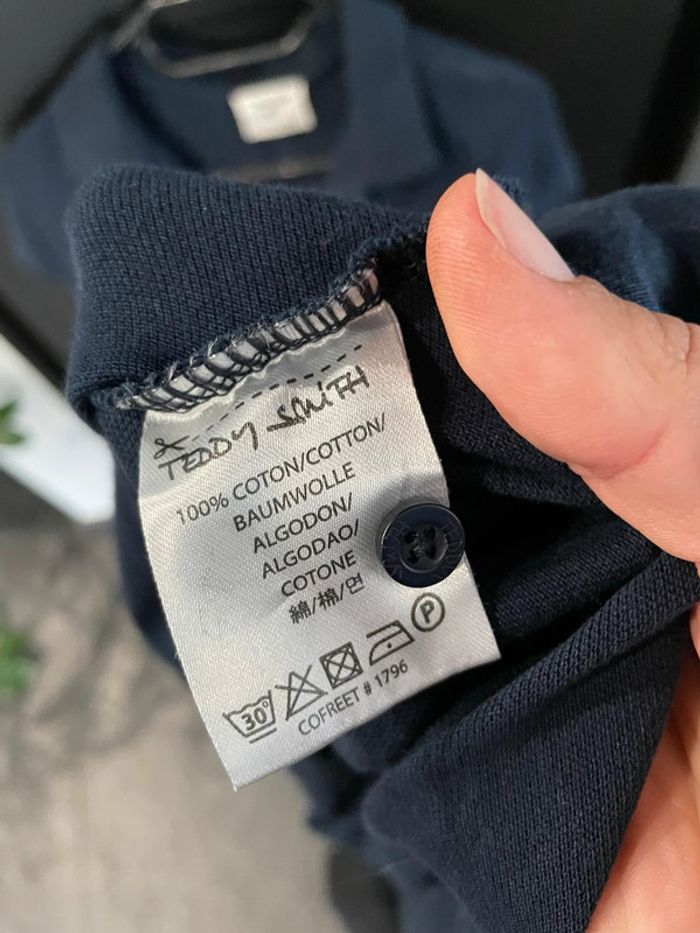 TEDDY SMITH
100% COTON/COTTON/
BAUMWOLLE
ALGODON/
ALGODAO/
COTONE
綿/棉/면
30° P
COFREET # 1796